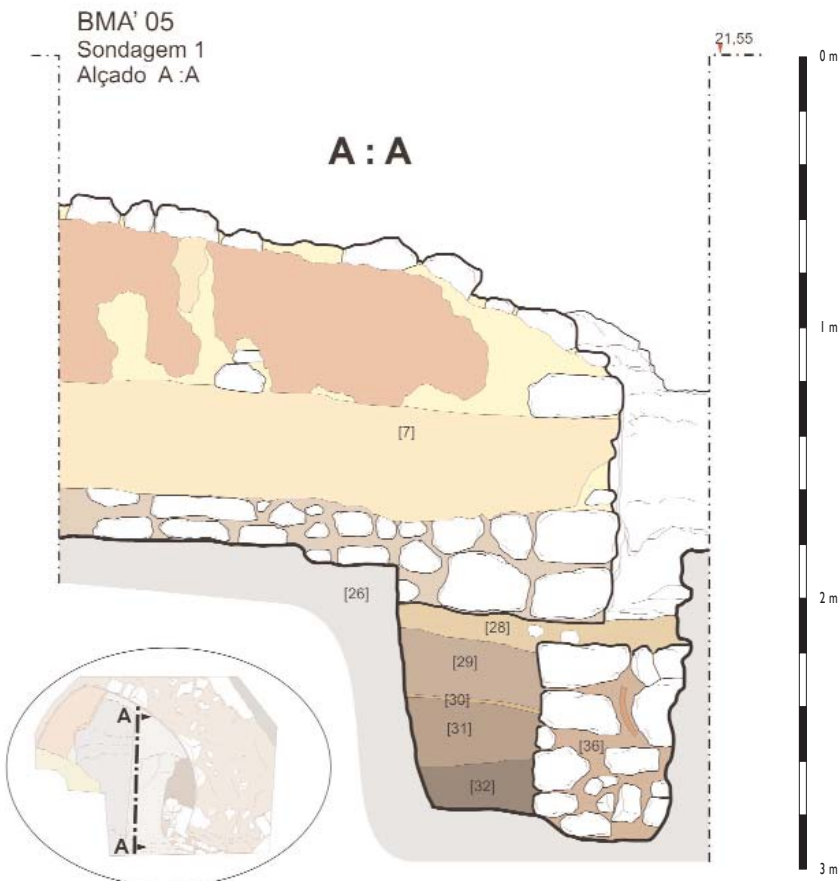 BMA' 05
Sondagem 1
Alçado A :A
21,55
0 m
A : A
1 m
[7]
2 m
[26]
[28]
[29]
[30]
[31]
[36]
[32]
A
A
3 m